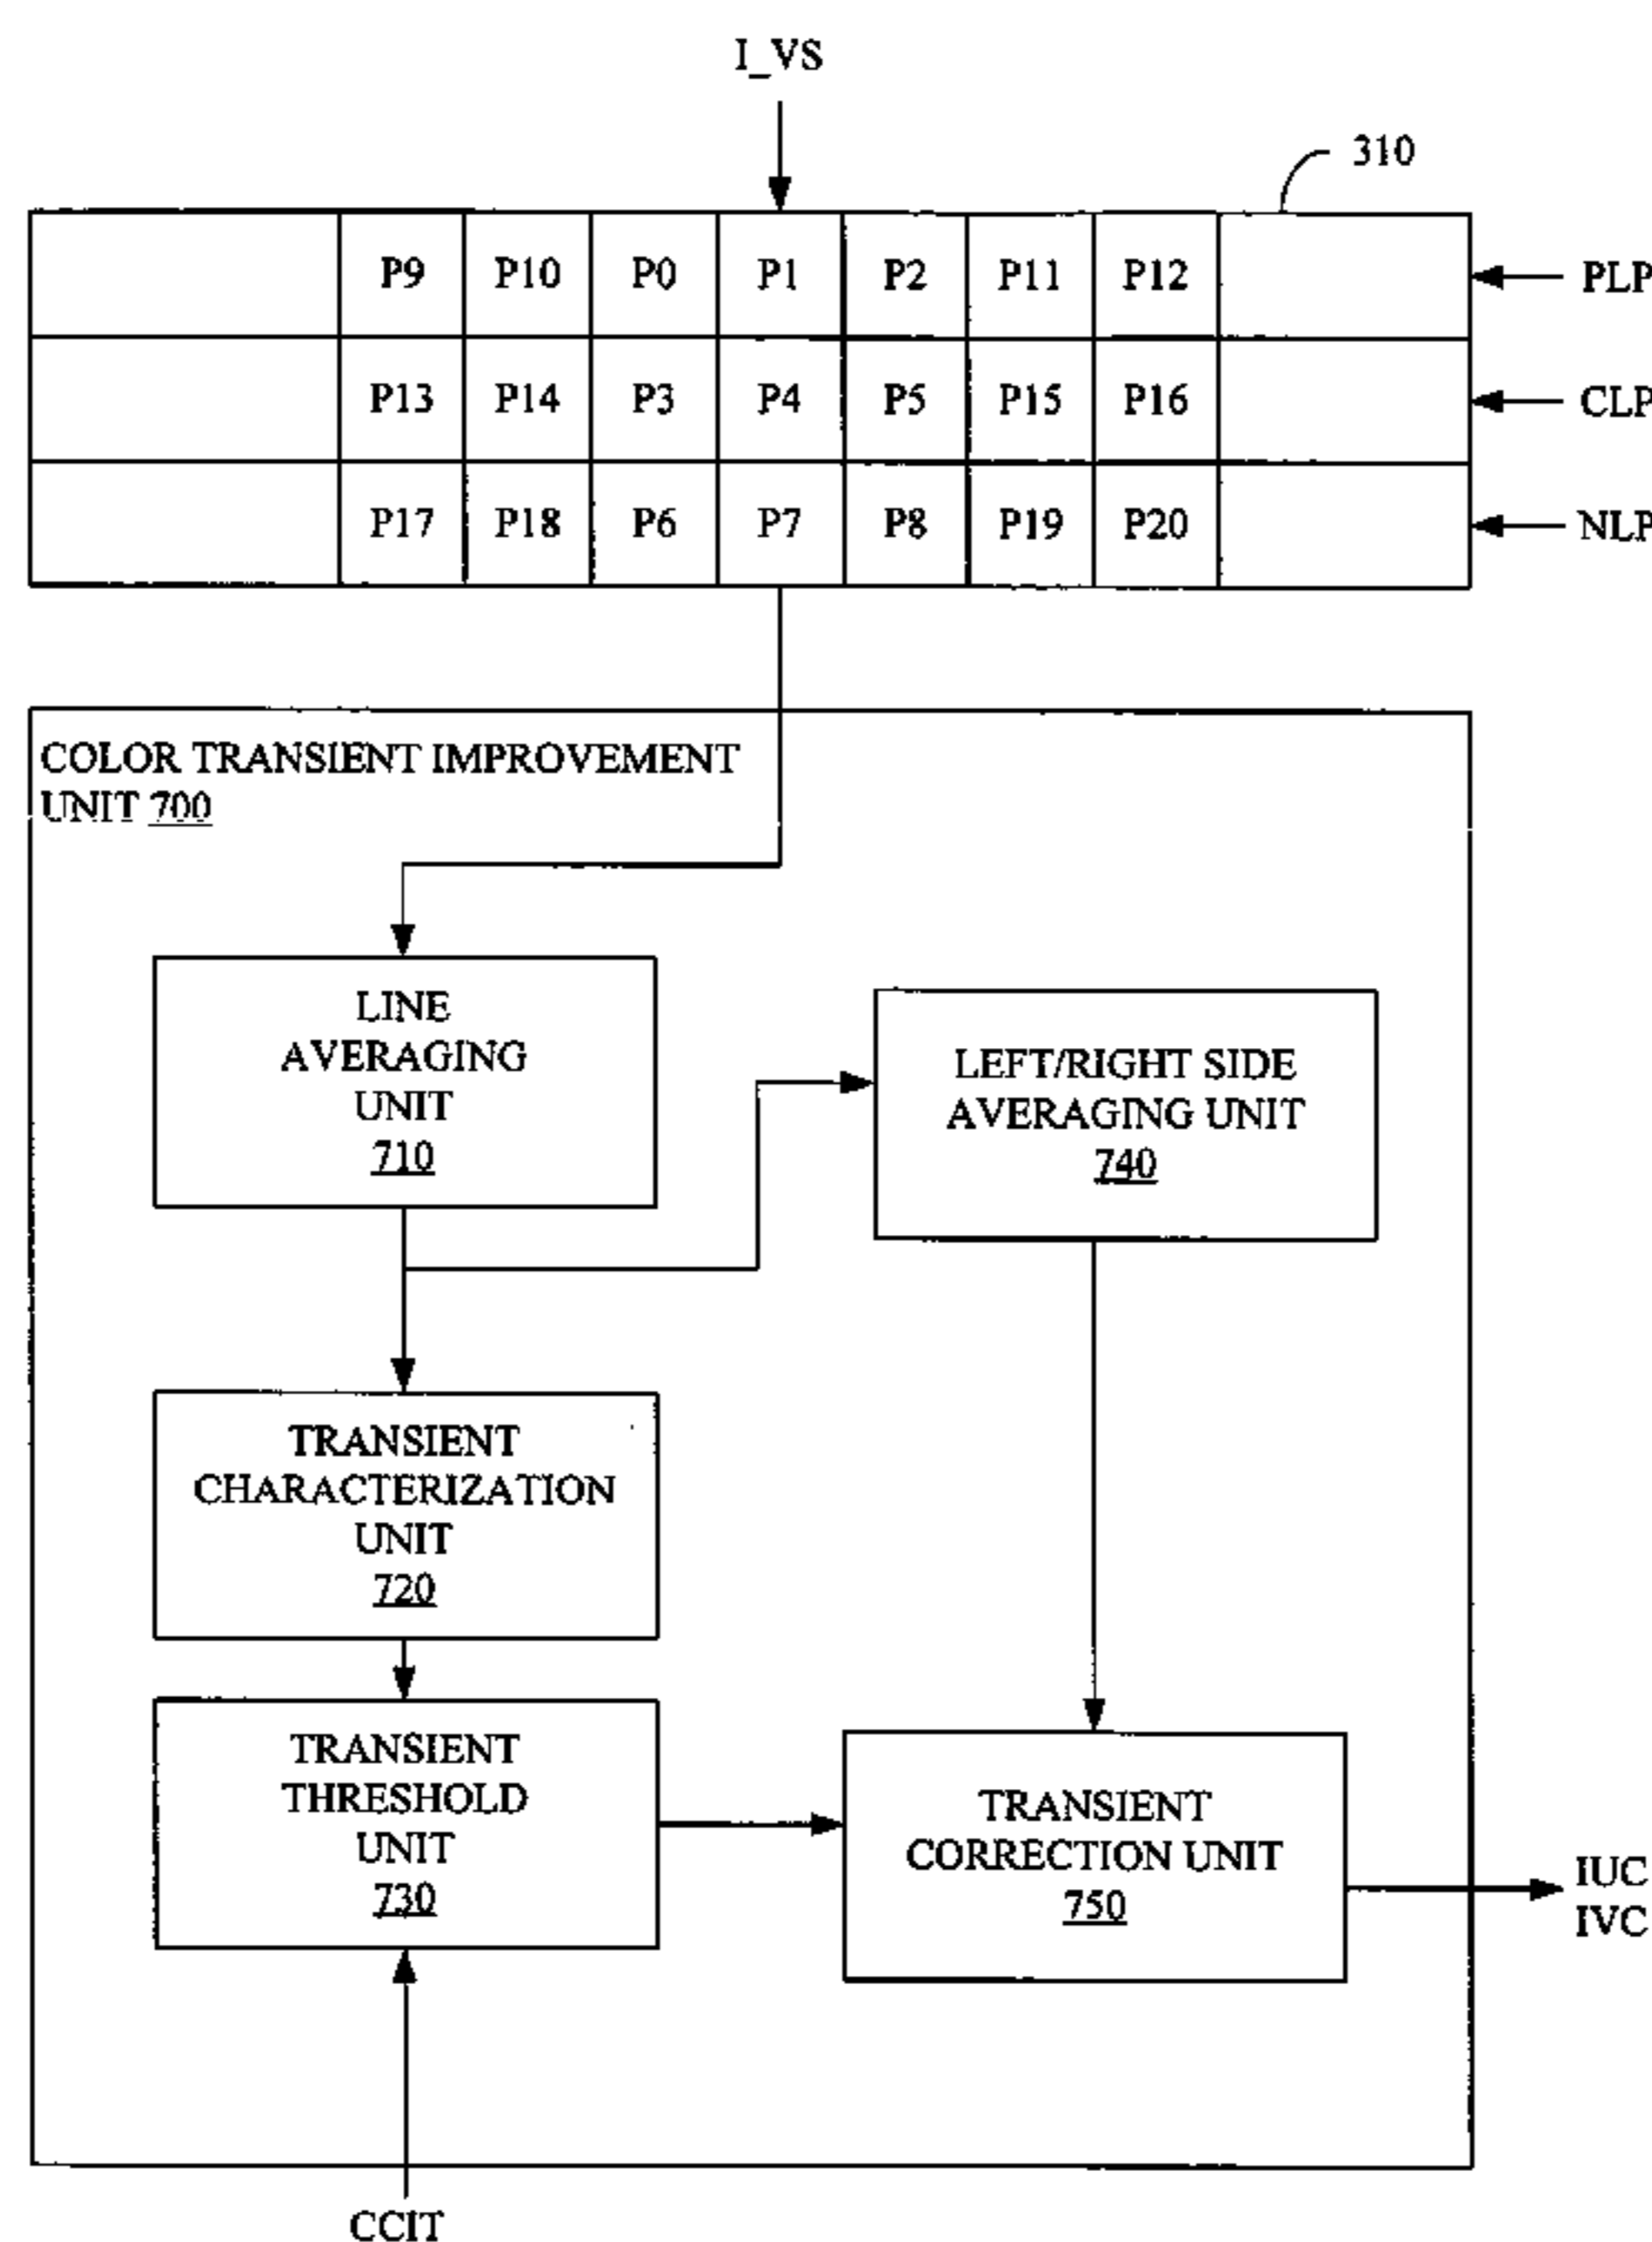 I_VS
310
P9 P10 P0 P1 P2 P11 P12
PLP
P13 P14 P3 P4 P5 P15 P16
CLP
P17 P18 P6 P7 P8 P19 P20
NLP
COLOR TRANSIENT IMPROVEMENT
UNIT 700
LINE
AVERAGING
UNIT
710
LEFT/RIGHT SIDE
AVERAGING UNIT
740
TRANSIENT
CHARACTERIZATION
UNIT
720
TRANSIENT
THRESHOLD
UNIT
730
TRANSIENT
CORRECTION UNIT
750
IUC
IVC
CCIT